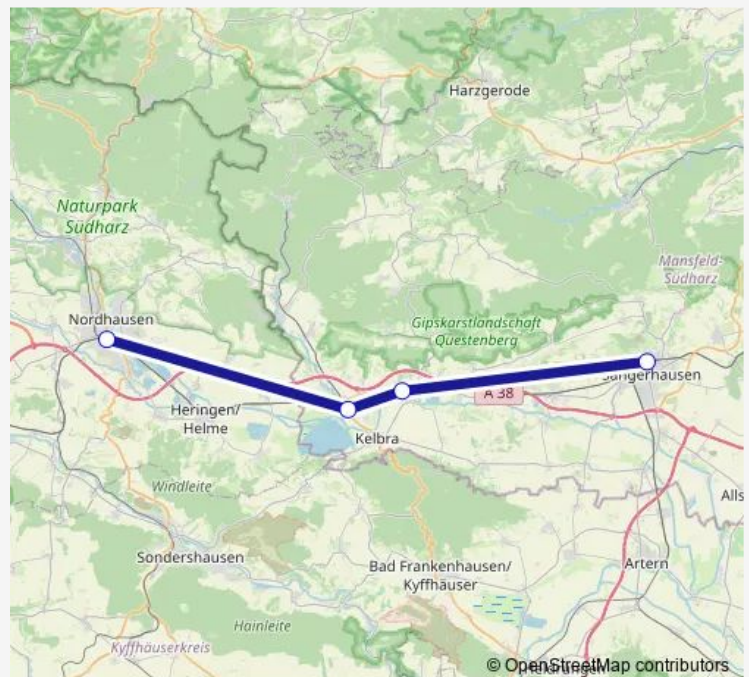 Harzgerode
Naturpark
Südharz
Mansfeld-
Südharz
Nordhausen
Gipskarstlandschaft
Questenberg
Sangerhausen
A 38
Heringen/
Helme
Kelbra
Windleite
Alls
Sondershausen
Bad Frankenhausen/
Kyffhäuser
Artern
Hainleite
Kyffhäuserkreis
© OpenStreetMap contributors